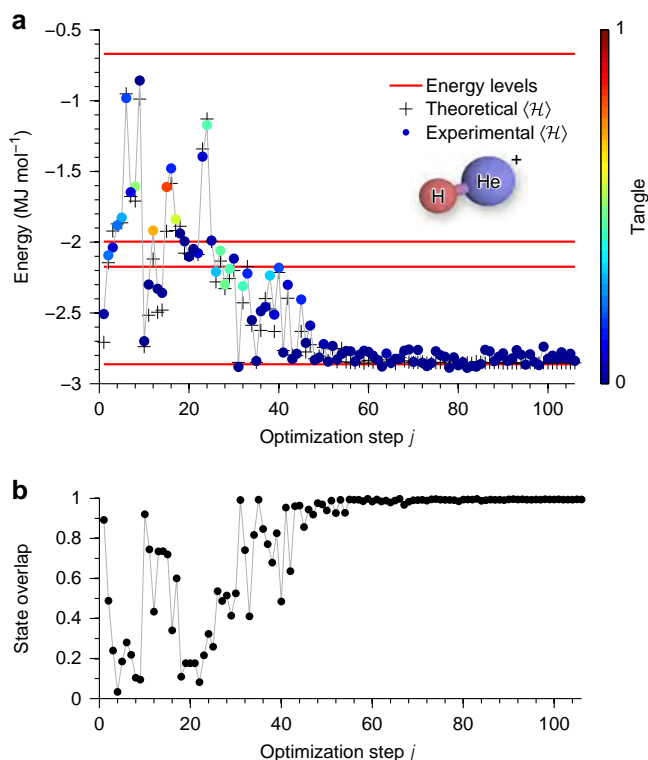 a
−0.5
−1
−1.5
−2
−2.5
−3
Energy (MJ mol−1)
Energy levels
Theoretical ⟨ℋ⟩
Experimental ⟨ℋ⟩
H
He
+
0
20
40
60
80
100
Optimization step j
1
0
Tangle
b
1
0.8
0.6
0.4
0.2
0
State overlap
0
20
40
60
80
100
Optimization step j